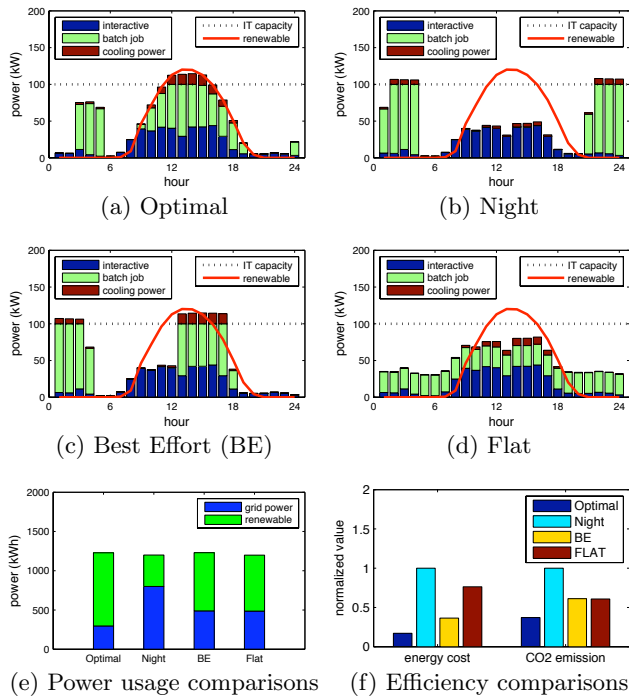 200
150
100
50
0
power (kW)
interactive
batch job
cooling power
IT capacity
renewable
0 6 12 18 24
hour
(a) Optimal
200
150
100
50
0
power (kW)
interactive
batch job
cooling power
IT capacity
renewable
0 6 12 18 24
hour
(b) Night
200
150
100
50
0
power (kW)
interactive
batch job
cooling power
IT capacity
renewable
0 6 12 18 24
hour
(c) Best Effort (BE)
200
150
100
50
0
power (kW)
interactive
batch job
cooling power
IT capacity
renewable
0 6 12 18 24
hour
(d) Flat
2000
1500
1000
500
0
power (kWh)
grid power
renewable
Optimal Night BE Flat
(e) Power usage comparisons
2
1.5
1
0.5
0
normalized value
Optimal
Night
BE
FLAT
energy cost CO2 emission
(f) Efficiency comparisons